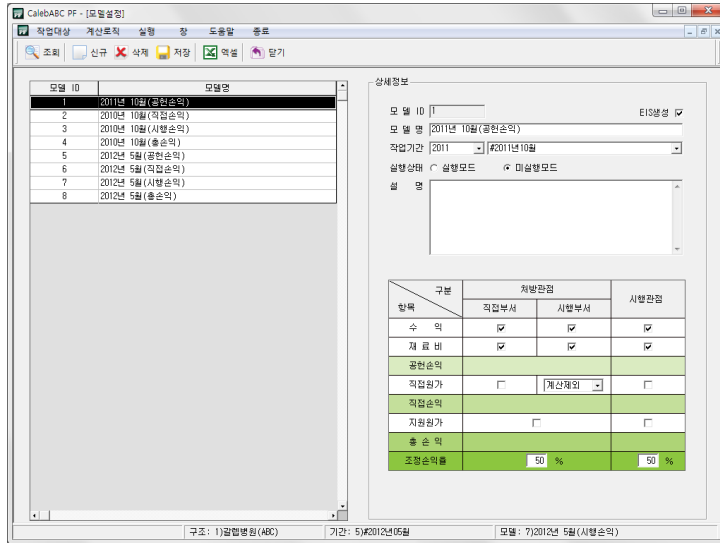 CalebABC PF - [모델설정]
작업대상 계산로직 실행 창 도움말 종료
조회 신규 삭제 저장 엑셀 닫기
모델 ID 모델명
1 2011년 10월(공헌손익)
2 2010년 10월(직접손익)
3 2010년 10월(시행손익)
4 2010년 10월(총손익)
5 2012년 5월(공헌손익)
6 2012년 5월(직접손익)
7 2012년 5월(시행손익)
8 2012년 5월(총손익)
상세정보
모 델 ID 1 EIS생성
모 델 명 2011년 10월(공헌손익)
작업기간 2011 #2011년10월
실행상태 실행모드 미실행모드
설 명
구분 처방관점 시행관점
항목 직접부서 시행부서
수 익
재 료 비
공헌손익
직접원가 계산제외
직접손익
지원원가
총 손 익
조정손익률 50 % 50 %
구조: 1)갈렙병원(ABC) 기간: 5)#2012년05월 모델: 7)2012년 5월(시행손익)